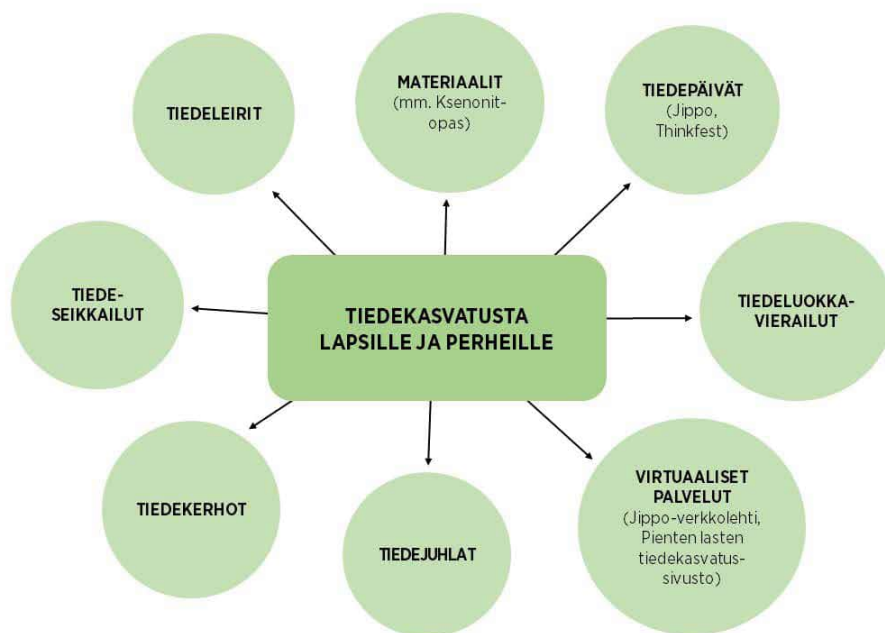 TIEDELEIRIT
MATERIAALIT
(mm. Ksenonit-
opas)
TIEDEPÄIVÄT
(Jippo,
Thinkfest)
TIEDE-
SEIKKAILUT
TIEDEKASVATUSTA
LAPSILLE JA PERHEILLE
TIEDELUOKKA-
VIERAILUT
TIEDEKERHOT
TIEDEJUHLAT
VIRTUAALISET
PALVELUT
(Jippo-verkkolehti,
Pienten lasten
tiedekasvatus-
sivusto)